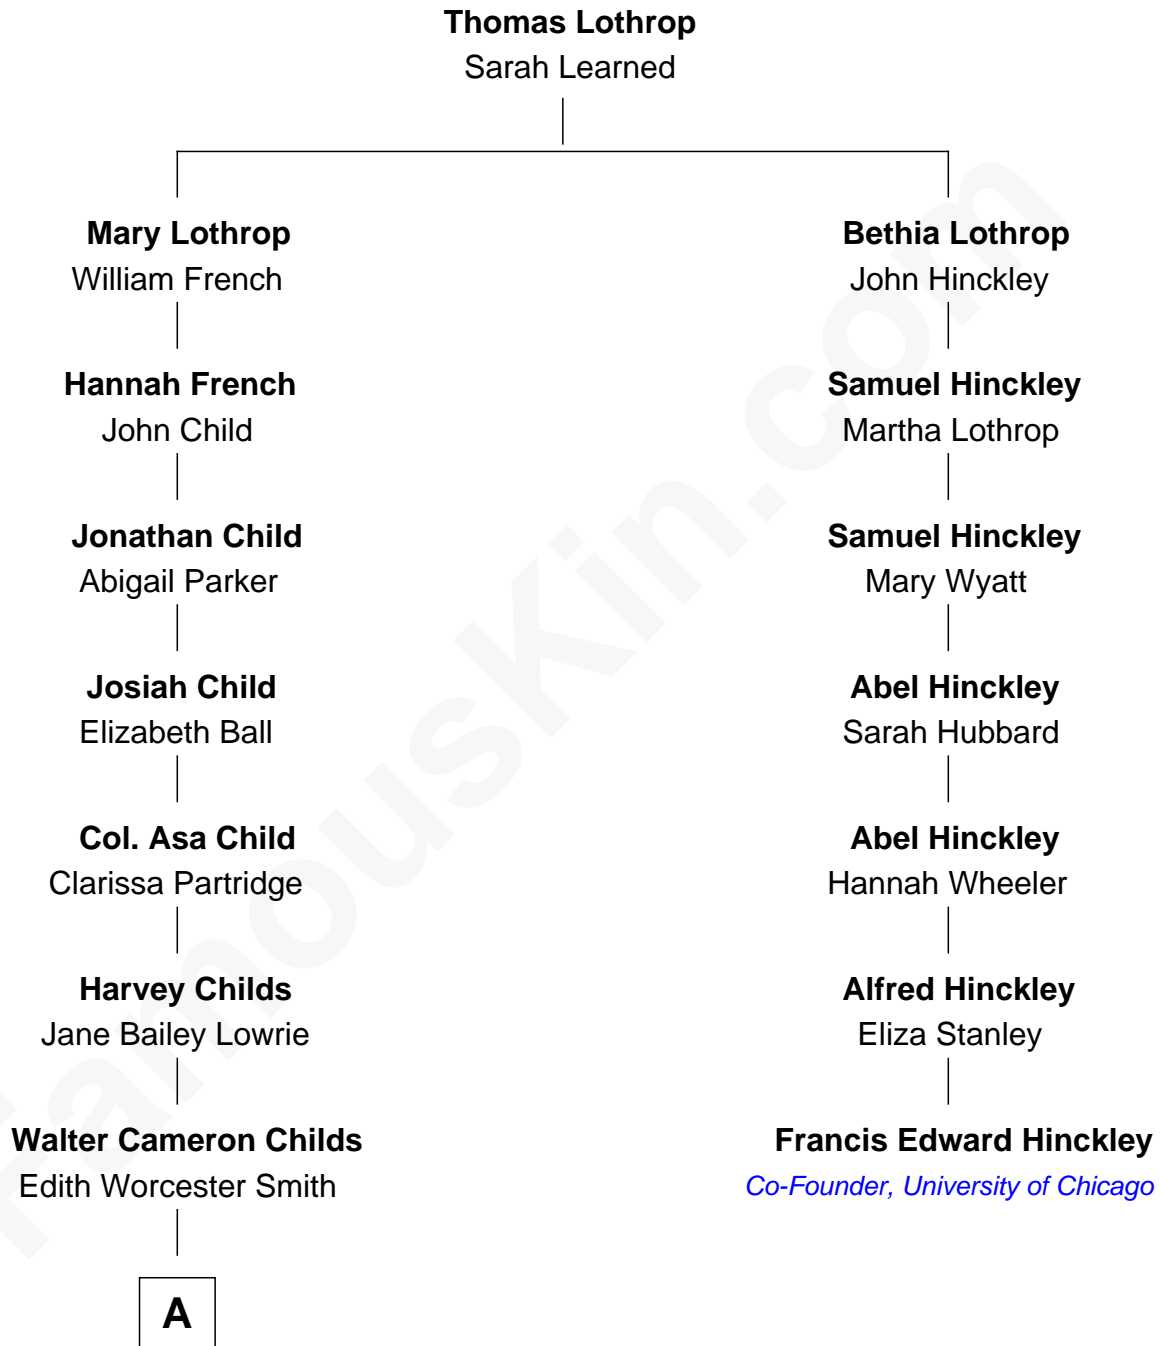 Thomas Lothrop
Sarah Learned
Mary Lothrop
William French
Hannah French
John Child
Jonathan Child
Abigail Parker
Josiah Child
Elizabeth Ball
Col. Asa Child
Clarissa Partridge
Harvey Childs
Jane Bailey Lowrie
Walter Cameron Childs
Edith Worcester Smith
A
Bethia Lothrop
John Hinckley
Samuel Hinckley
Martha Lothrop
Samuel Hinckley
Mary Wyatt
Abel Hinckley
Sarah Hubbard
Abel Hinckley
Hannah Wheeler
Alfred Hinckley
Eliza Stanley
Francis Edward Hinckley
Co-Founder, University of Chicago
FamousKin.com